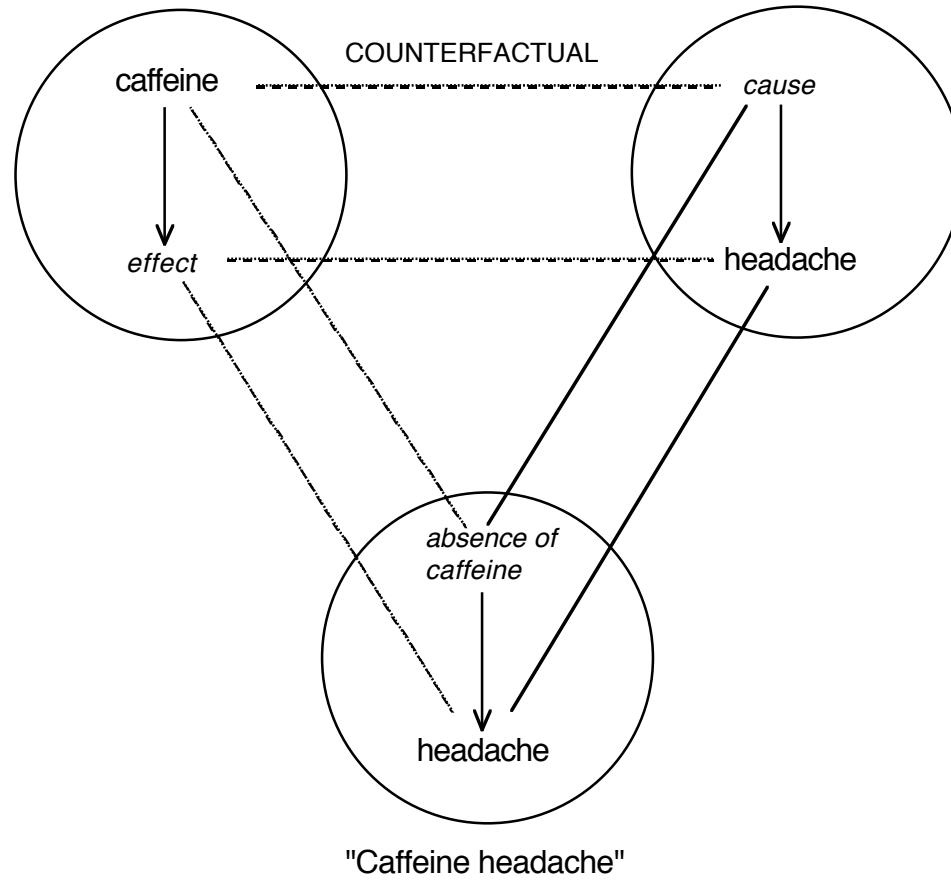 COUNTERFACTUAL
caffeine
cause
effect
headache
absence of
caffeine
headache
"Caffeine headache"